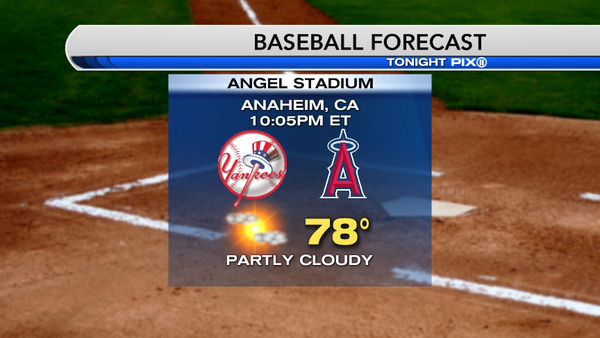 BASEBALL FORECAST
TONIGHT PIX11
ANGEL STADIUM
ANAHEIM, CA
10:05PM ET
Yankees A
78°
PARTLY CLOUDY